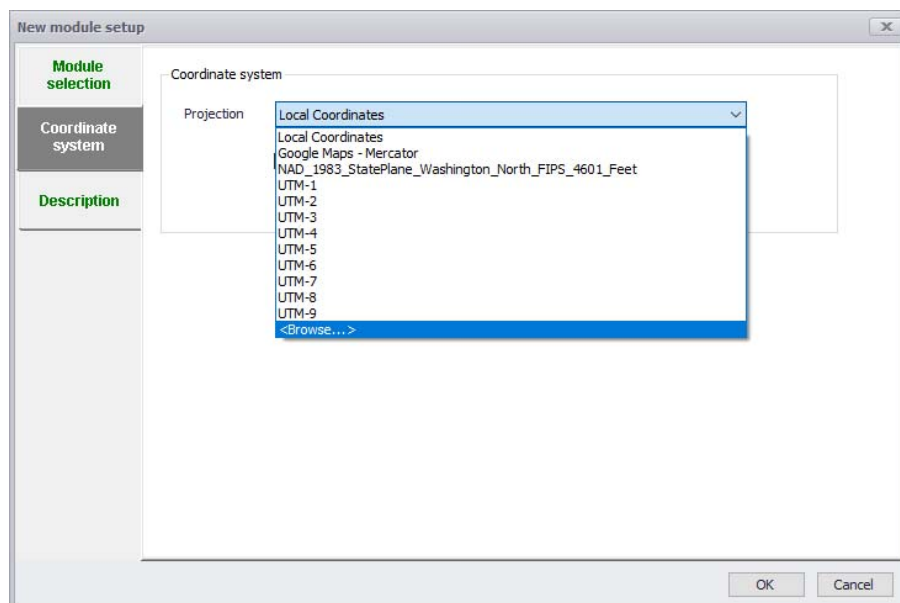 New module setup
Module
selection
Coordinate
system
Description
Coordinate system
Projection
Local Coordinates
Local Coordinates
Google Maps - Mercator
NAD_1983_StatePlane_Washington_North_FIPS_4601_Feet
UTM-1
UTM-2
UTM-3
UTM-4
UTM-5
UTM-6
UTM-7
UTM-8
UTM-9
<Browse...>
OK
Cancel